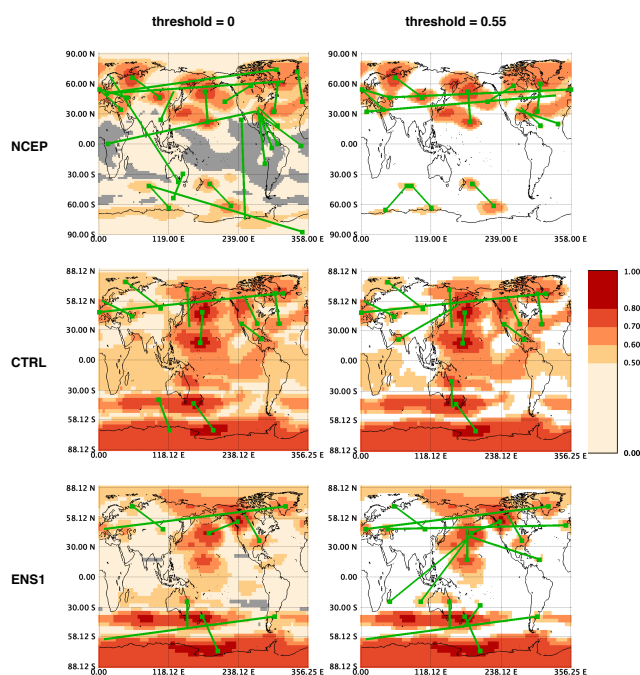 threshold = 0 threshold = 0.55
90.00 N 90.00 N
60.00 N 60.00 N
30.00 N 30.00 N
NCEP 0.00 0.00
30.00 S 30.00 S
60.00 S 60.00 S
90.00 S 90.00 S
0.00 119.00 E 239.00 E 358.00 E 0.00 119.00 E 239.00 E 358.00 E
88.12 N 88.12 N
58.12 N 58.12 N
30.00 N 30.00 N
CTRL 0.00 0.00
30.00 S 30.00 S
58.12 S 58.12 S
88.12 S 88.12 S
0.00 118.12 E 238.12 E 356.25 E 0.00 118.12 E 238.12 E 356.25 E
1.00
0.80
0.70
0.60
0.50
0.00
88.12 N 88.12 N
58.12 N 58.12 N
30.00 N 30.00 N
ENS1 0.00 0.00
30.00 S 30.00 S
58.12 S 58.12 S
88.12 S 88.12 S
0.00 118.12 E 238.12 E 356.25 E 0.00 118.12 E 238.12 E 356.25 E